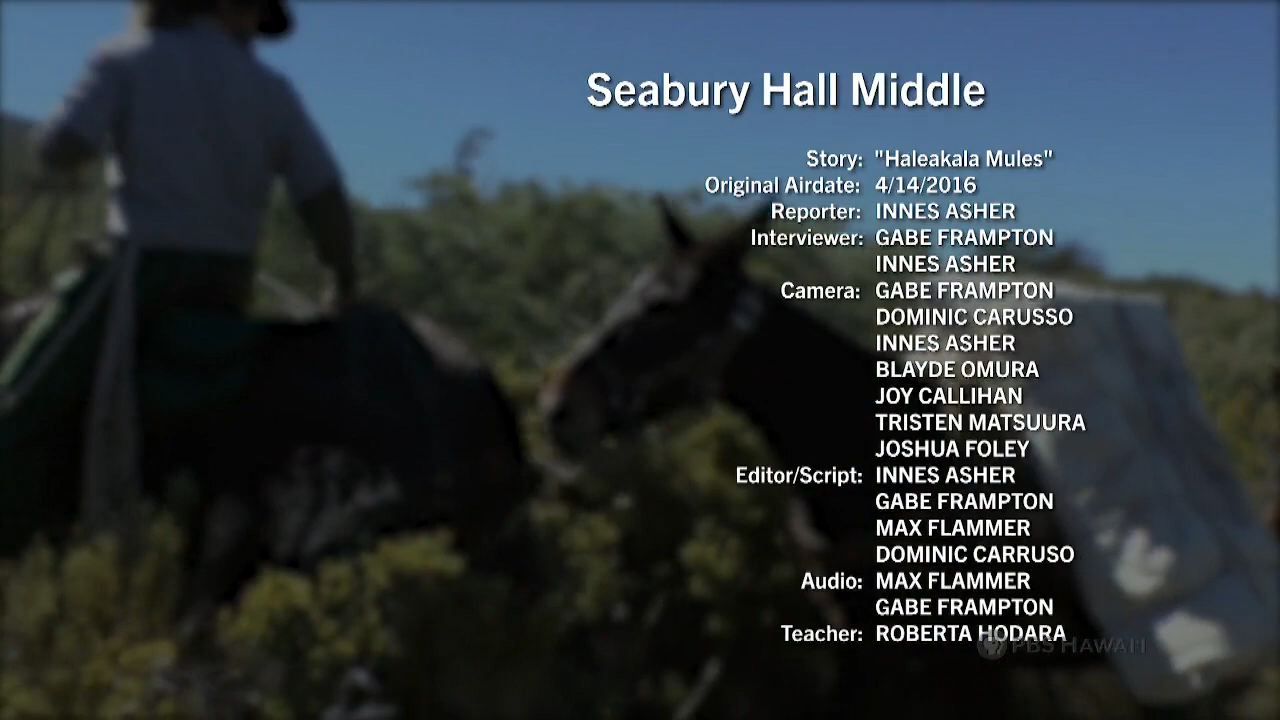 Seabury Hall Middle
Story: "Haleakala Mules"
Original Airdate: 4/14/2016
Reporter: INNES ASHER
Interviewer: GABE FRAMPTON
INNES ASHER
Camera: GABE FRAMPTON
DOMINIC CARUSSO
INNES ASHER
BLAYDE OMURA
JOY CALLIHAN
TRISTEN MATSUURA
JOSHUA FOLEY
Editor/Script: INNES ASHER
GABE FRAMPTON
MAX FLAMMER
DOMINIC CARRUSO
Audio: MAX FLAMMER
GABE FRAMPTON
Teacher: ROBERTA HODARA
PBS HAWAI'I